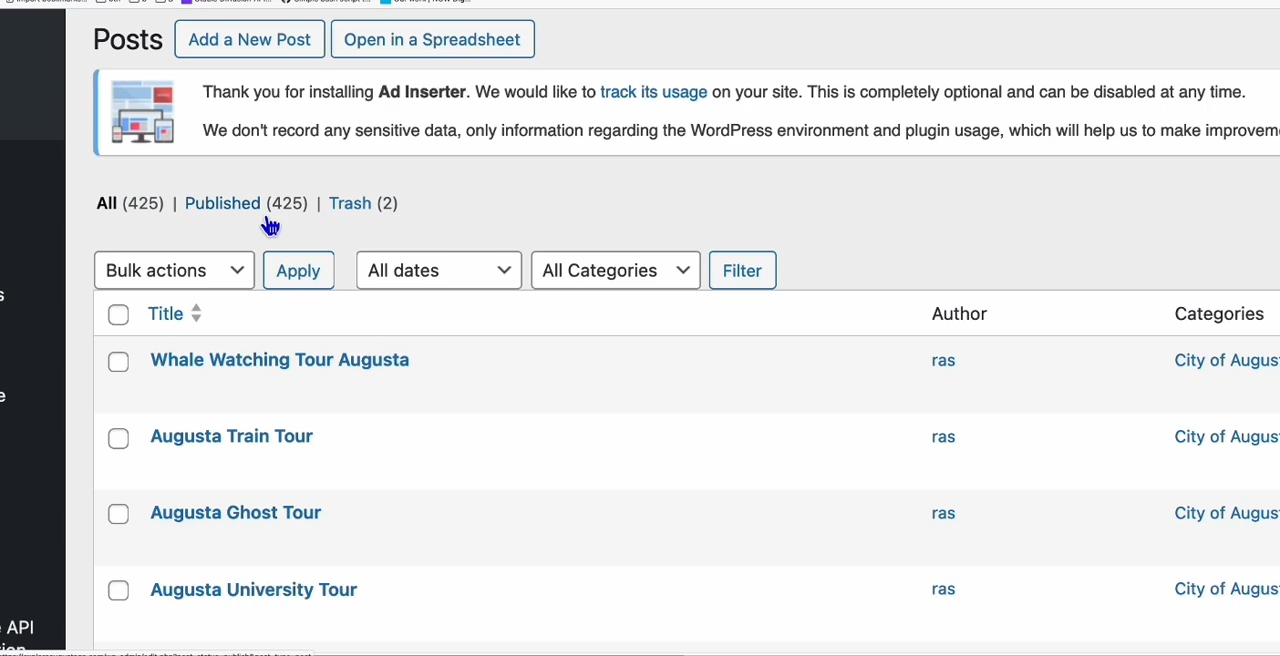 Posts Add a New Post Open in a Spreadsheet
Thank you for installing Ad Inserter. We would like to track its usage on your site. This is completely optional and can be disabled at any time.
We don't record any sensitive data, only information regarding the WordPress environment and plugin usage, which will help us to make improvem
All (425) | Published (425) | Trash (2)
Bulk actions Apply All dates All Categories Filter
Title Author Categories
Whale Watching Tour Augusta ras City of Augus
Augusta Train Tour ras City of Augus
Augusta Ghost Tour ras City of Augus
Augusta University Tour ras City of Augus
API